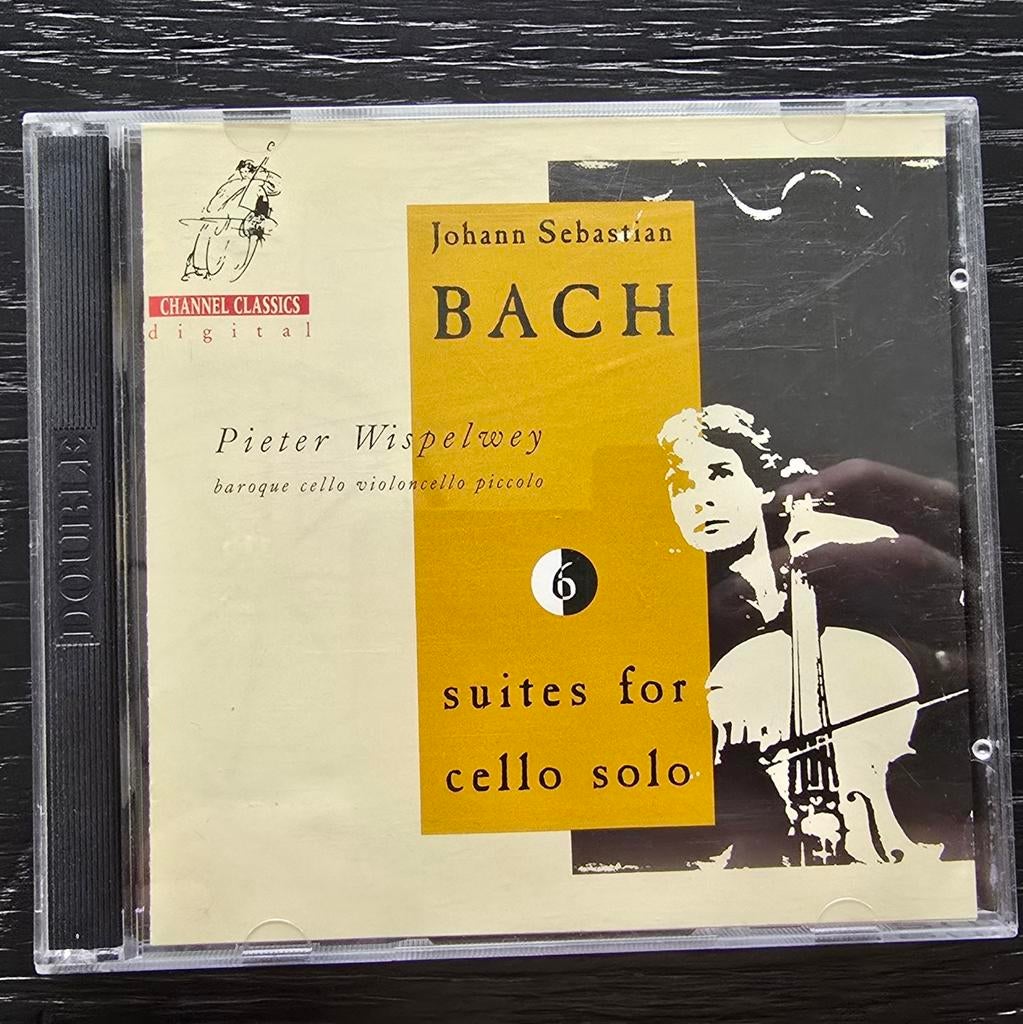 CHANNEL CLASSICS
digital
Johann Sebastian
BACH
Pieter Wispelwey
baroque cello violoncello piccolo
6
suites for
cello solo
DOUBLE